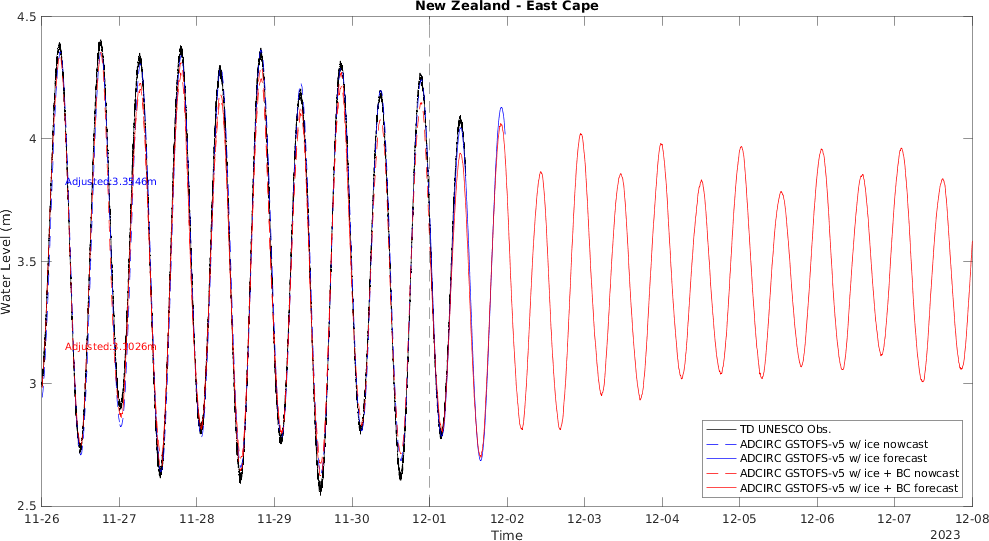 New Zealand - East Cape
4.5
4
3.5
3
2.5
Water Level (m)
Adjusted:3.3546m
TD UNESCO Obs.
ADCIRC GSTOFS-v5 w/ ice nowcast
ADCIRC GSTOFS-v5 w/ ice forecast
ADCIRC GSTOFS-v5 w/ ice + BC nowcast
ADCIRC GSTOFS-v5 w/ ice + BC forecast
11-26 11-27 11-28 11-29 11-30 12-01 12-02 12-03 12-04 12-05 12-06 12-07 12-08
Time
2023